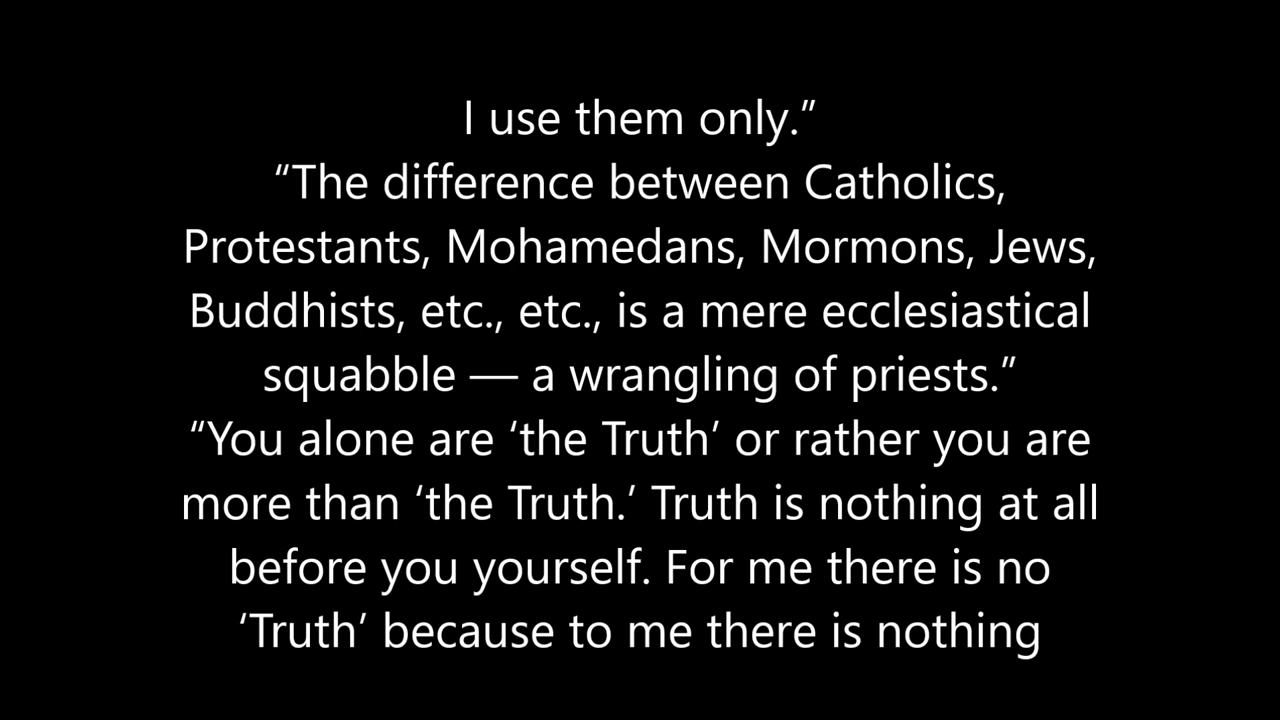 I use them only.”
“The difference between Catholics,
Protestants, Mohamedans, Mormons, Jews,
Buddhists, etc., etc., is a mere ecclesiastical
squabble — a wrangling of priests.”
“You alone are ‘the Truth’ or rather you are
more than ‘the Truth.’ Truth is nothing at all
before you yourself. For me there is no
‘Truth’ because to me there is nothing